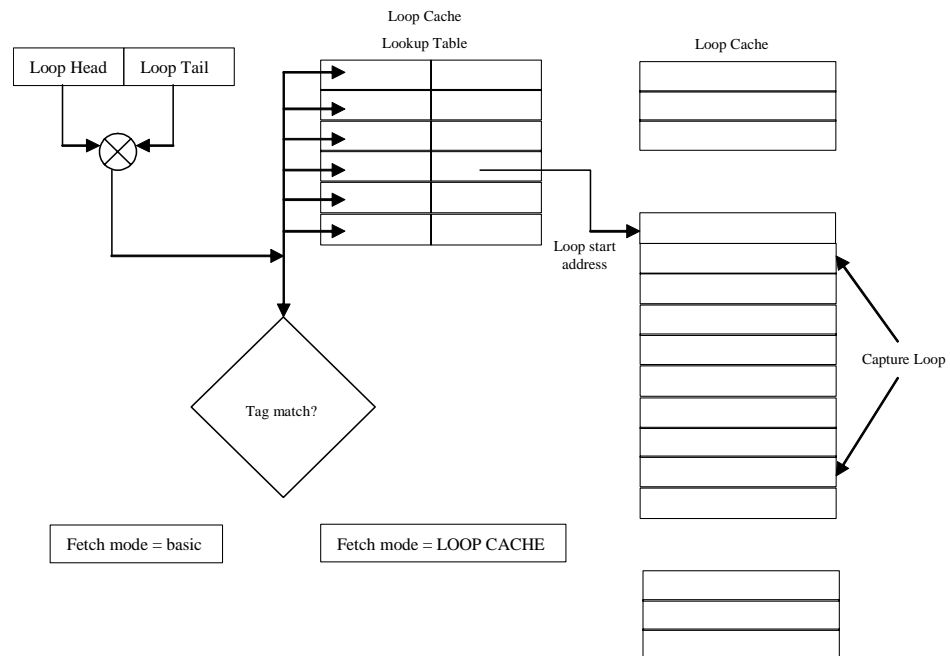 Loop Cache
Lookup Table
Loop Cache
Loop Head
Loop Tail
Loop start
address
Capture Loop
Tag match?
Fetch mode = basic
Fetch mode = LOOP CACHE